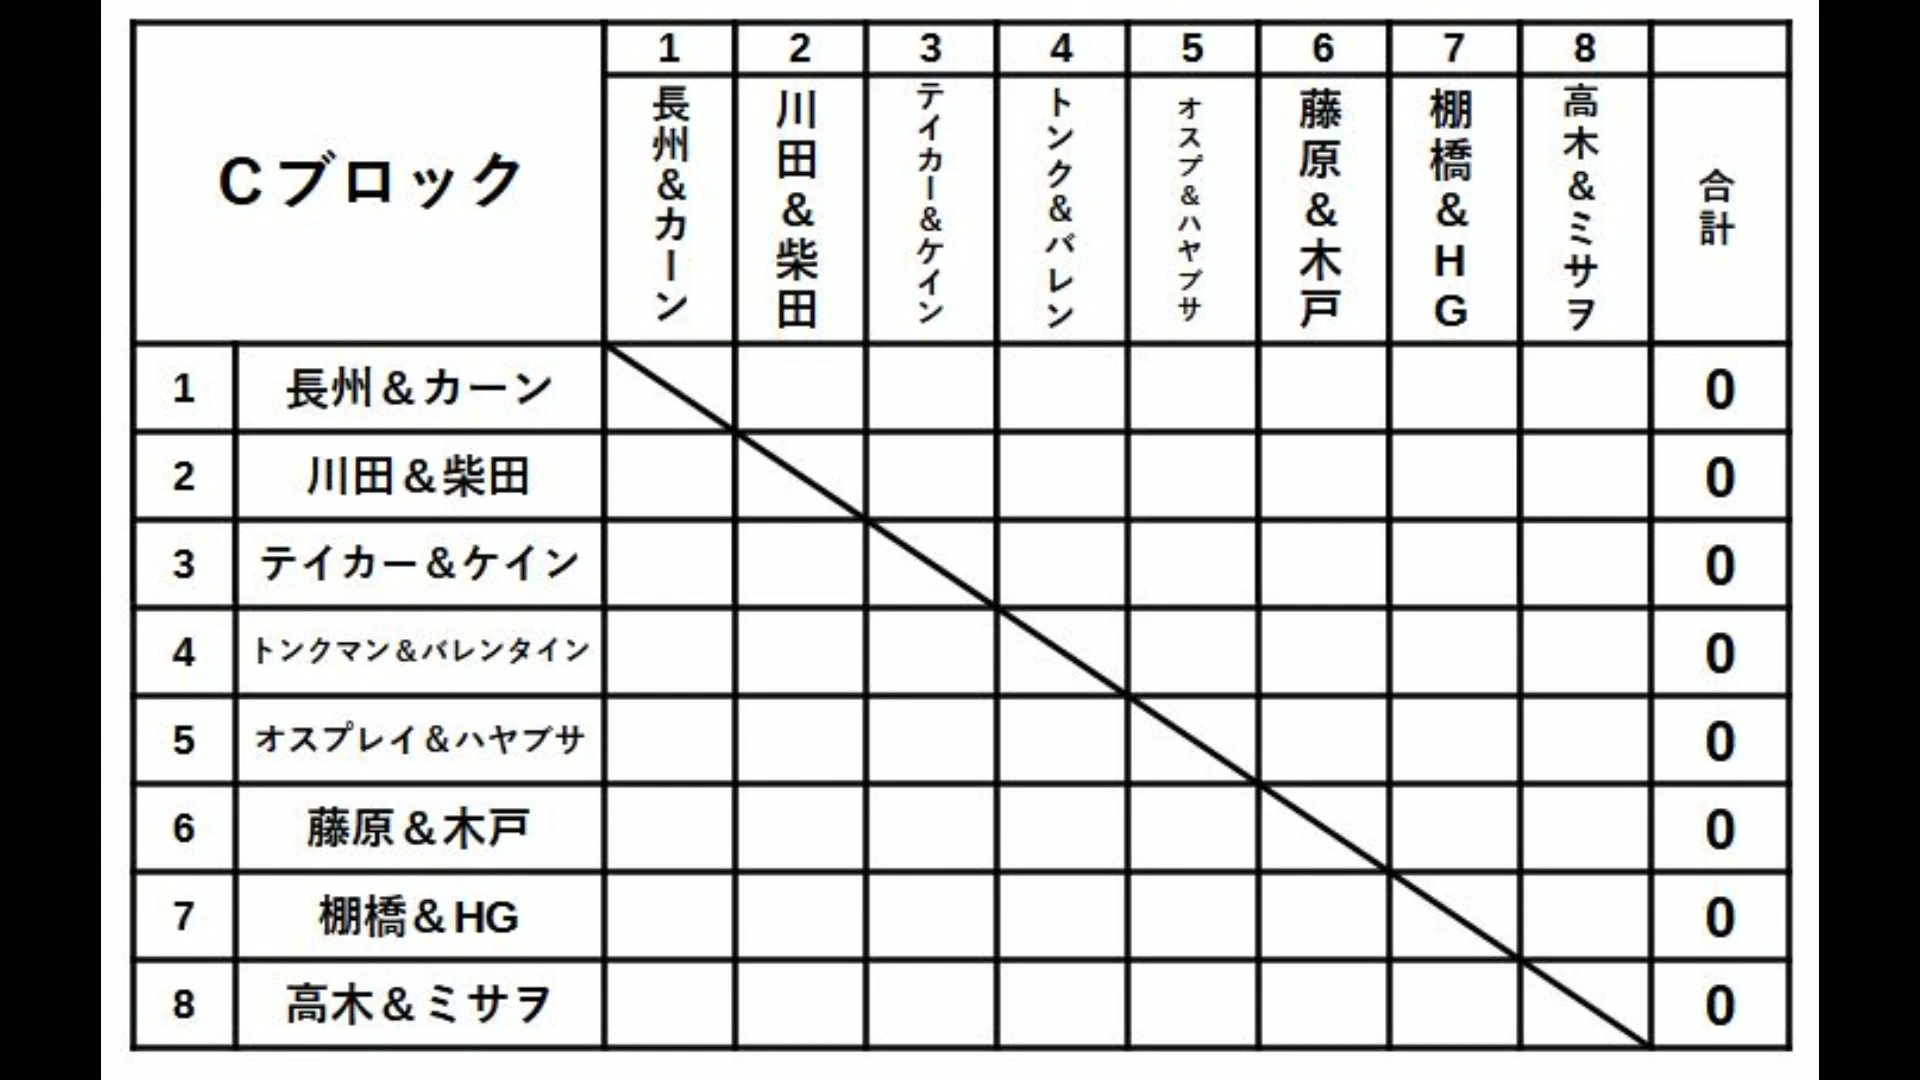 Cブロック
1 2 3 4 5 6 7 8
長州&カーン
川田&柴田
テイカー&ケイン
トンク&バレン
オスプ&ハヤブサ
藤原&木戸
棚橋&HG
高木&ミサヲ
合計
1 長州&カーン 0
2 川田&柴田 0
3 テイカー&ケイン 0
4 トンクマン&バレンタイン 0
5 オスプレイ&ハヤブサ 0
6 藤原&木戸 0
7 棚橋&HG 0
8 高木&ミサヲ 0